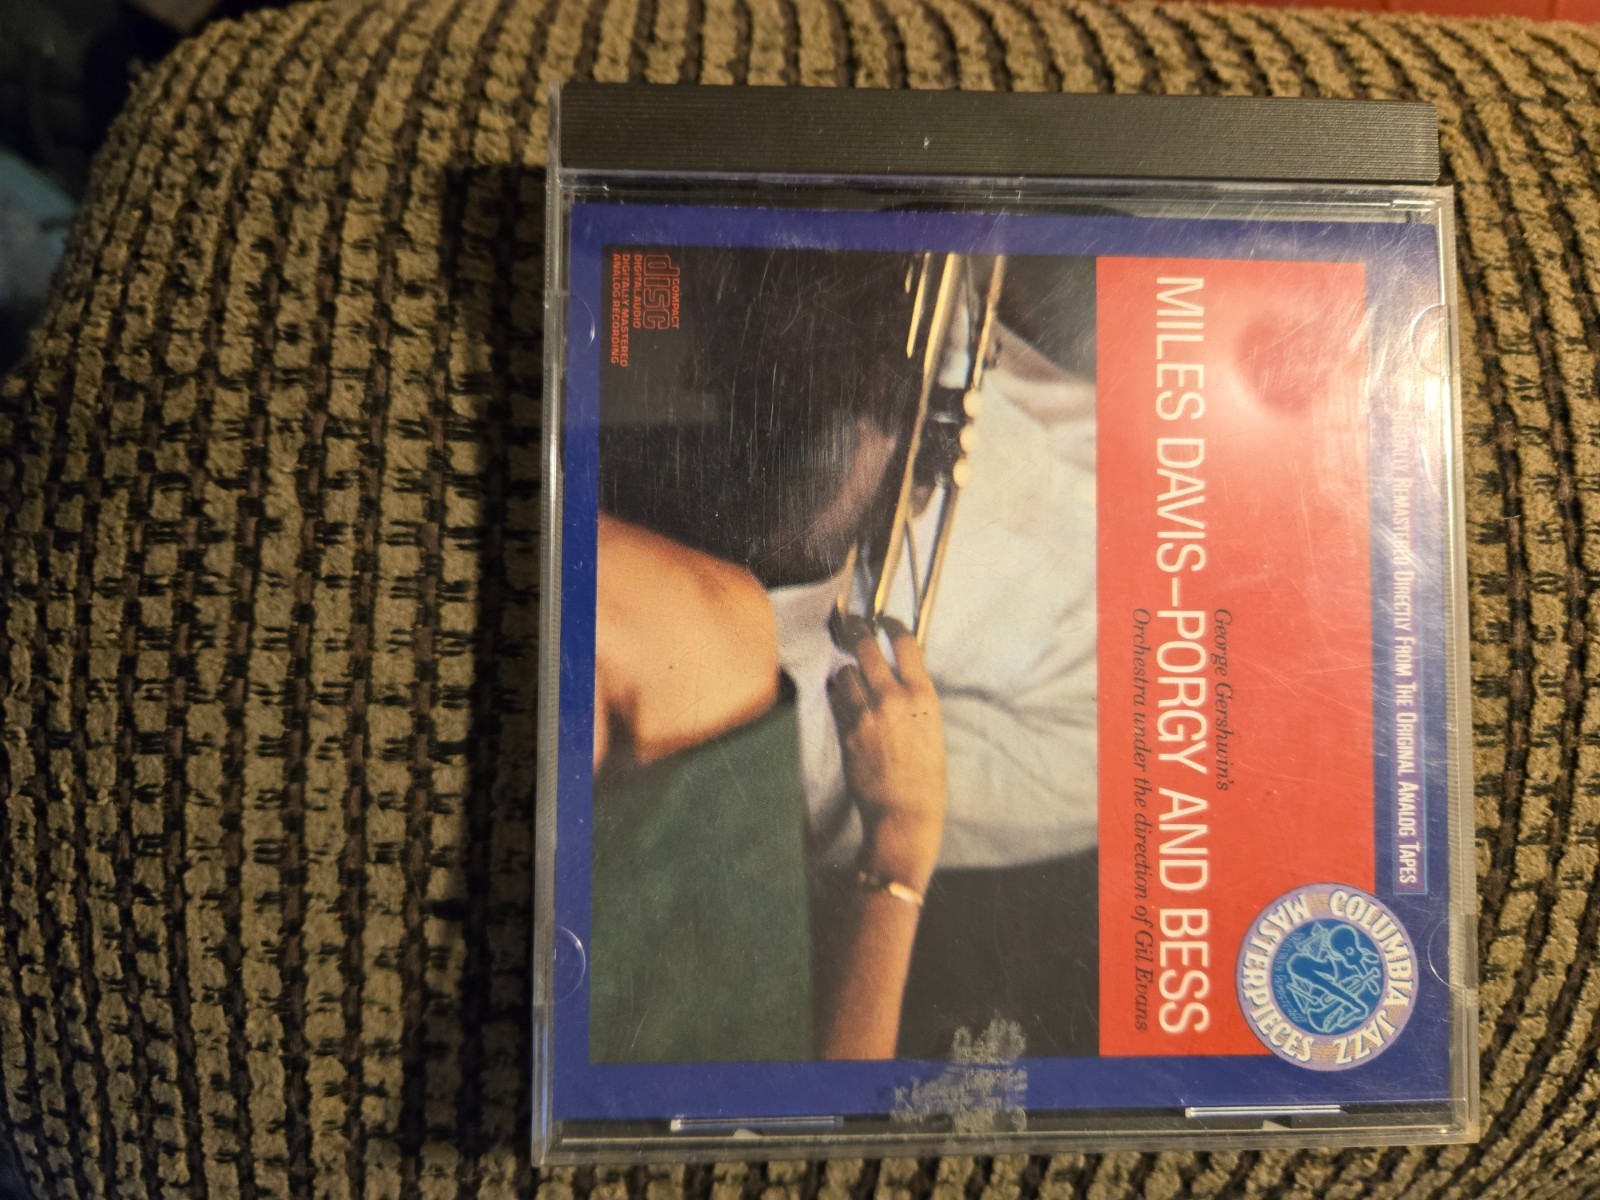 DIGITALLY REMASTERED DIRECTLY FROM THE ORIGINAL ANALOG TAPES
COLUMBIA JAZZ
MASTERPIECES
George Gershwin's
MILES DAVIS–PORGY AND BESS
Orchestra under the direction of Gil Evans
COMPACT
disc
DIGITAL AUDIO
DIGITALLY MASTERED
ANALOG RECORDING